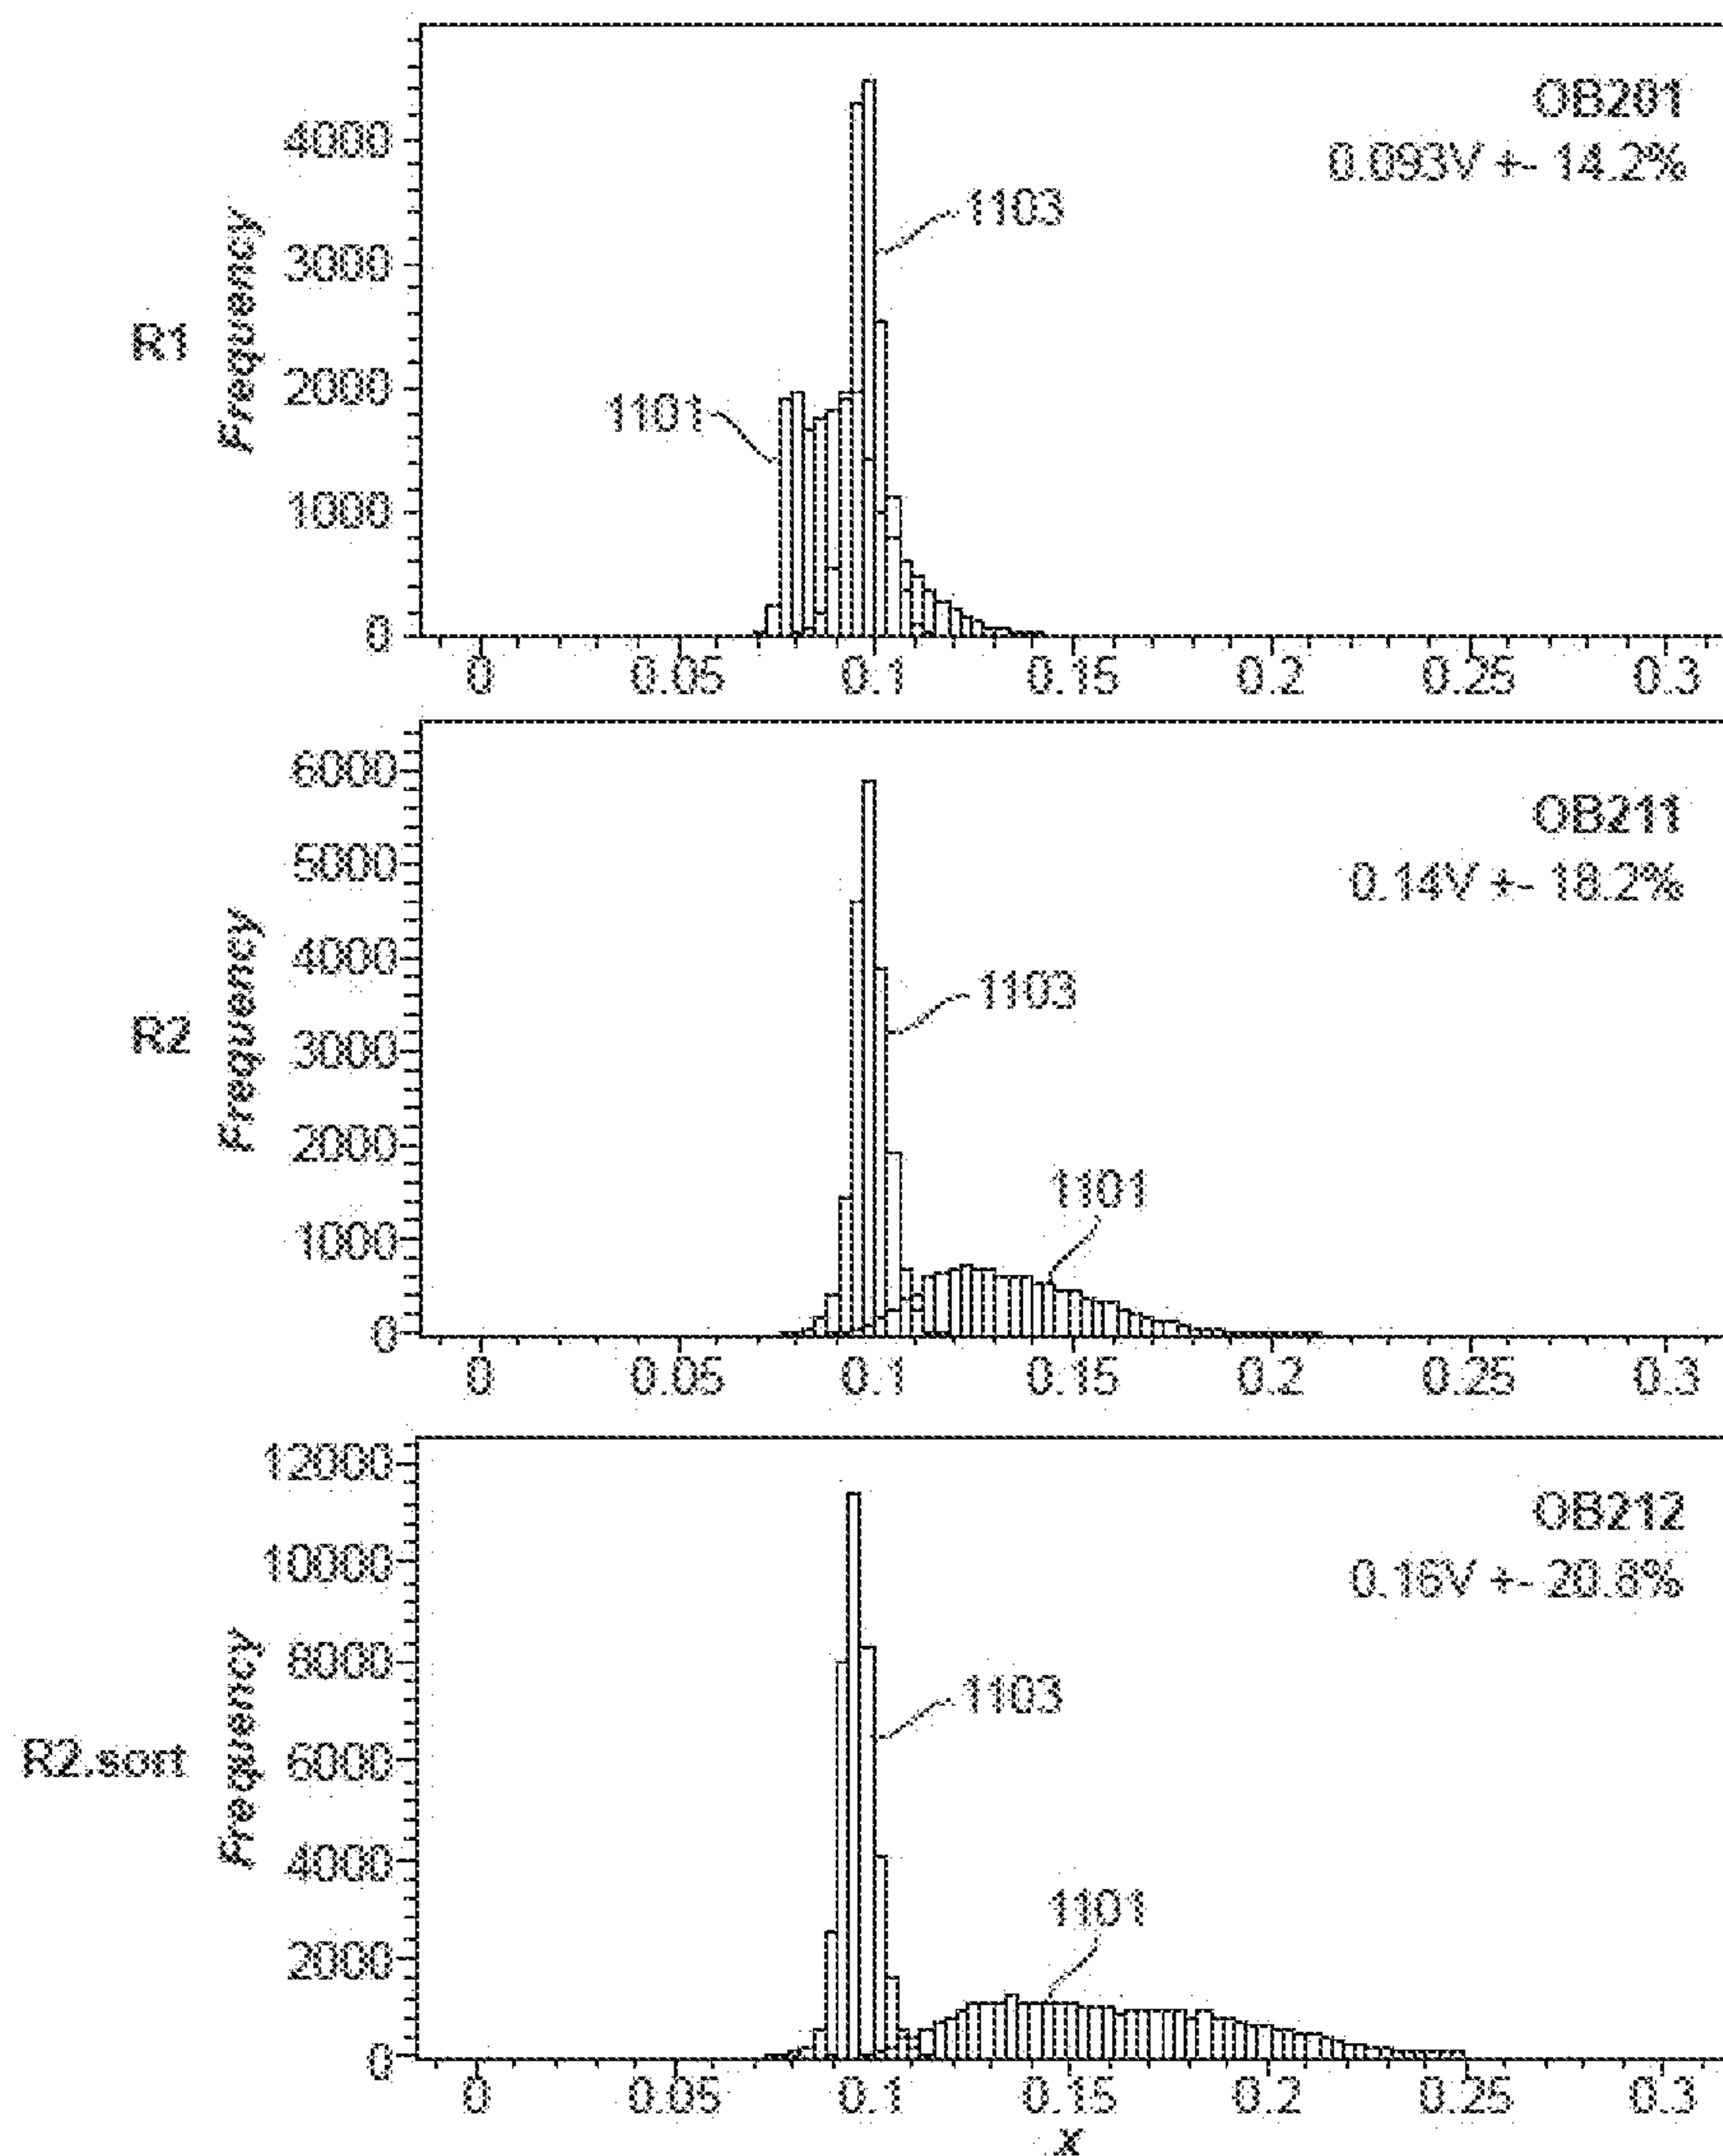 OB201
0.093V +- 14.2%
4000
3000
2000
1000
0
Frequency
R1
1103
1101
0 0.05 0.1 0.15 0.2 0.25 0.3
OB211
0.14V +- 18.2%
6000
5000
4000
3000
2000
1000
0
Frequency
R2
1103
1101
0 0.05 0.1 0.15 0.2 0.25 0.3
OB212
0.16V +- 20.8%
12000
10000
8000
6000
4000
2000
0
Frequency
R2.sort
1103
1101
0 0.05 0.1 0.15 0.2 0.25 0.3
x